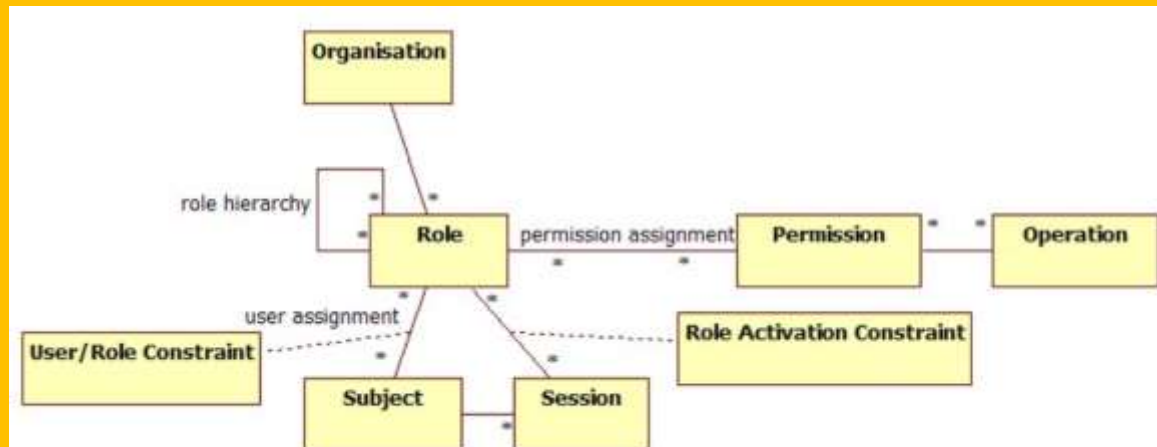 Organisation
role hierarchy
*
*
*
Role
permission assignment
*
*
Permission
*
*
Operation
user assignment
*
*
*
*
User/Role Constraint
Role Activation Constraint
Subject
*
Session